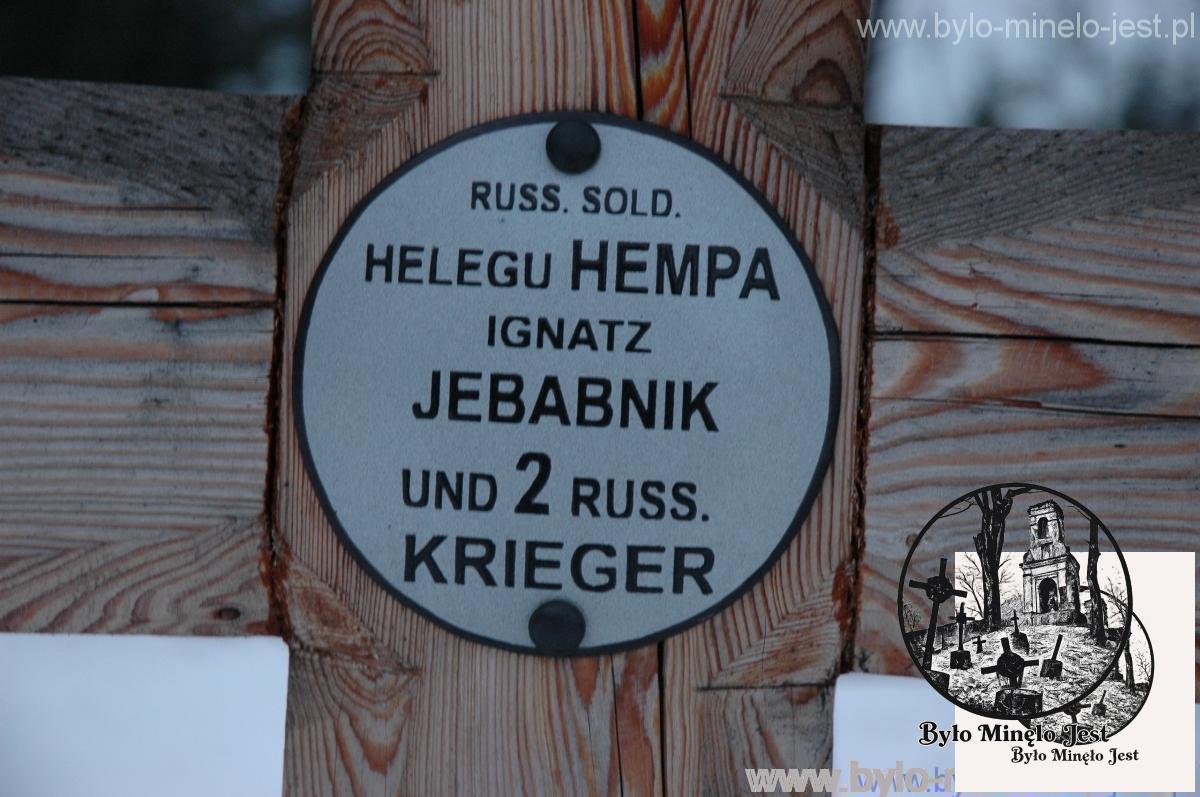 www.bylo-minelo-jest.pl
RUSS. SOLD.
HELEGU HEMPA
IGNATZ
JEBABNIK
UND 2 RUSS.
KRIEGER
Było Minęło Jest
Było Minęło Jest